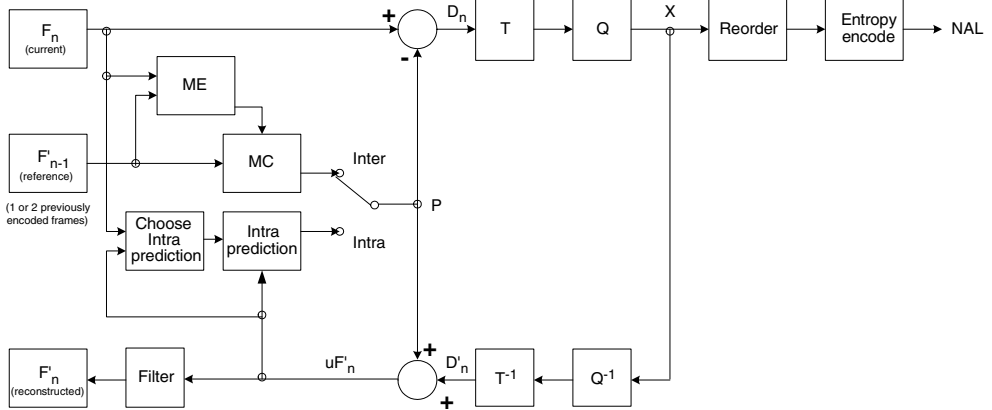 Fn
(current)
+
-
Dn
T
Q
X
Reorder
Entropy
encode
NAL
ME
F'n-1
(reference)
(1 or 2 previously
encoded frames)
MC
Inter
P
Choose
Intra
prediction
Intra
prediction
Intra
F'n
(reconstructed)
Filter
uF'n
+
+
D'n
T-1
Q-1